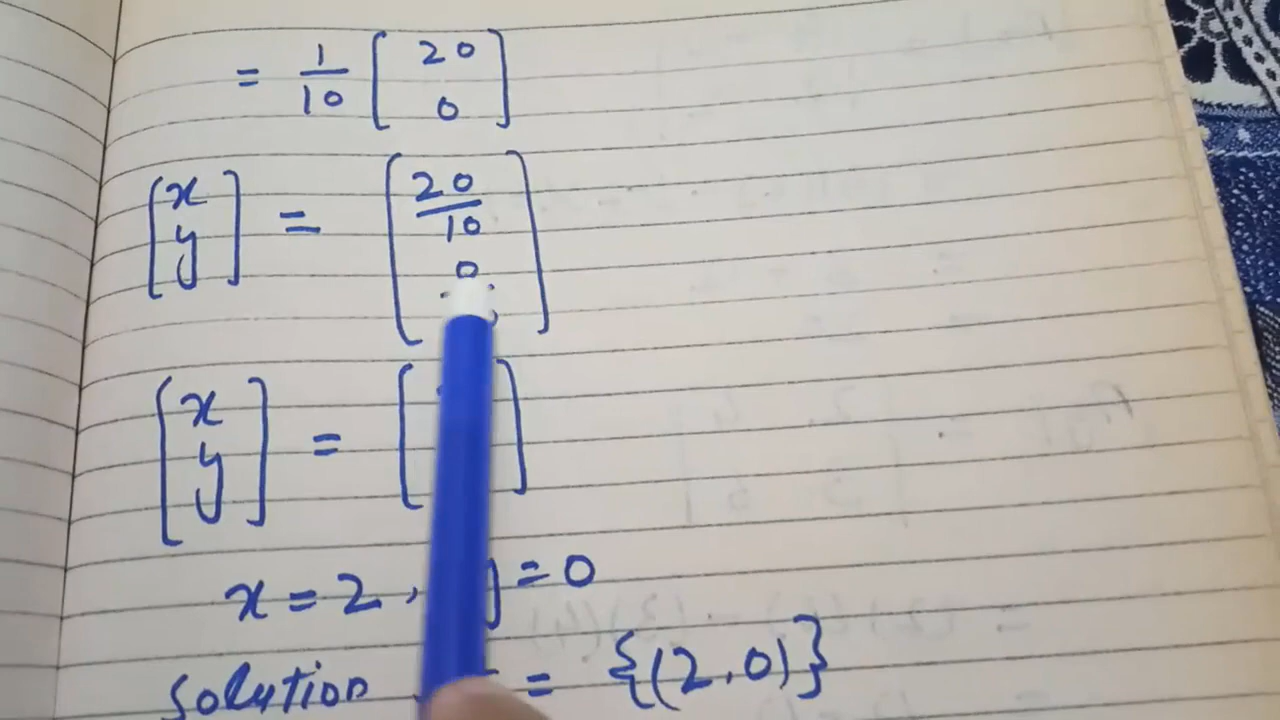 = 1/10 [20 0]
[x y] = [20/10 0]
[x y] = [ ]
x = 2, y = 0
Solution = {(2,0)}